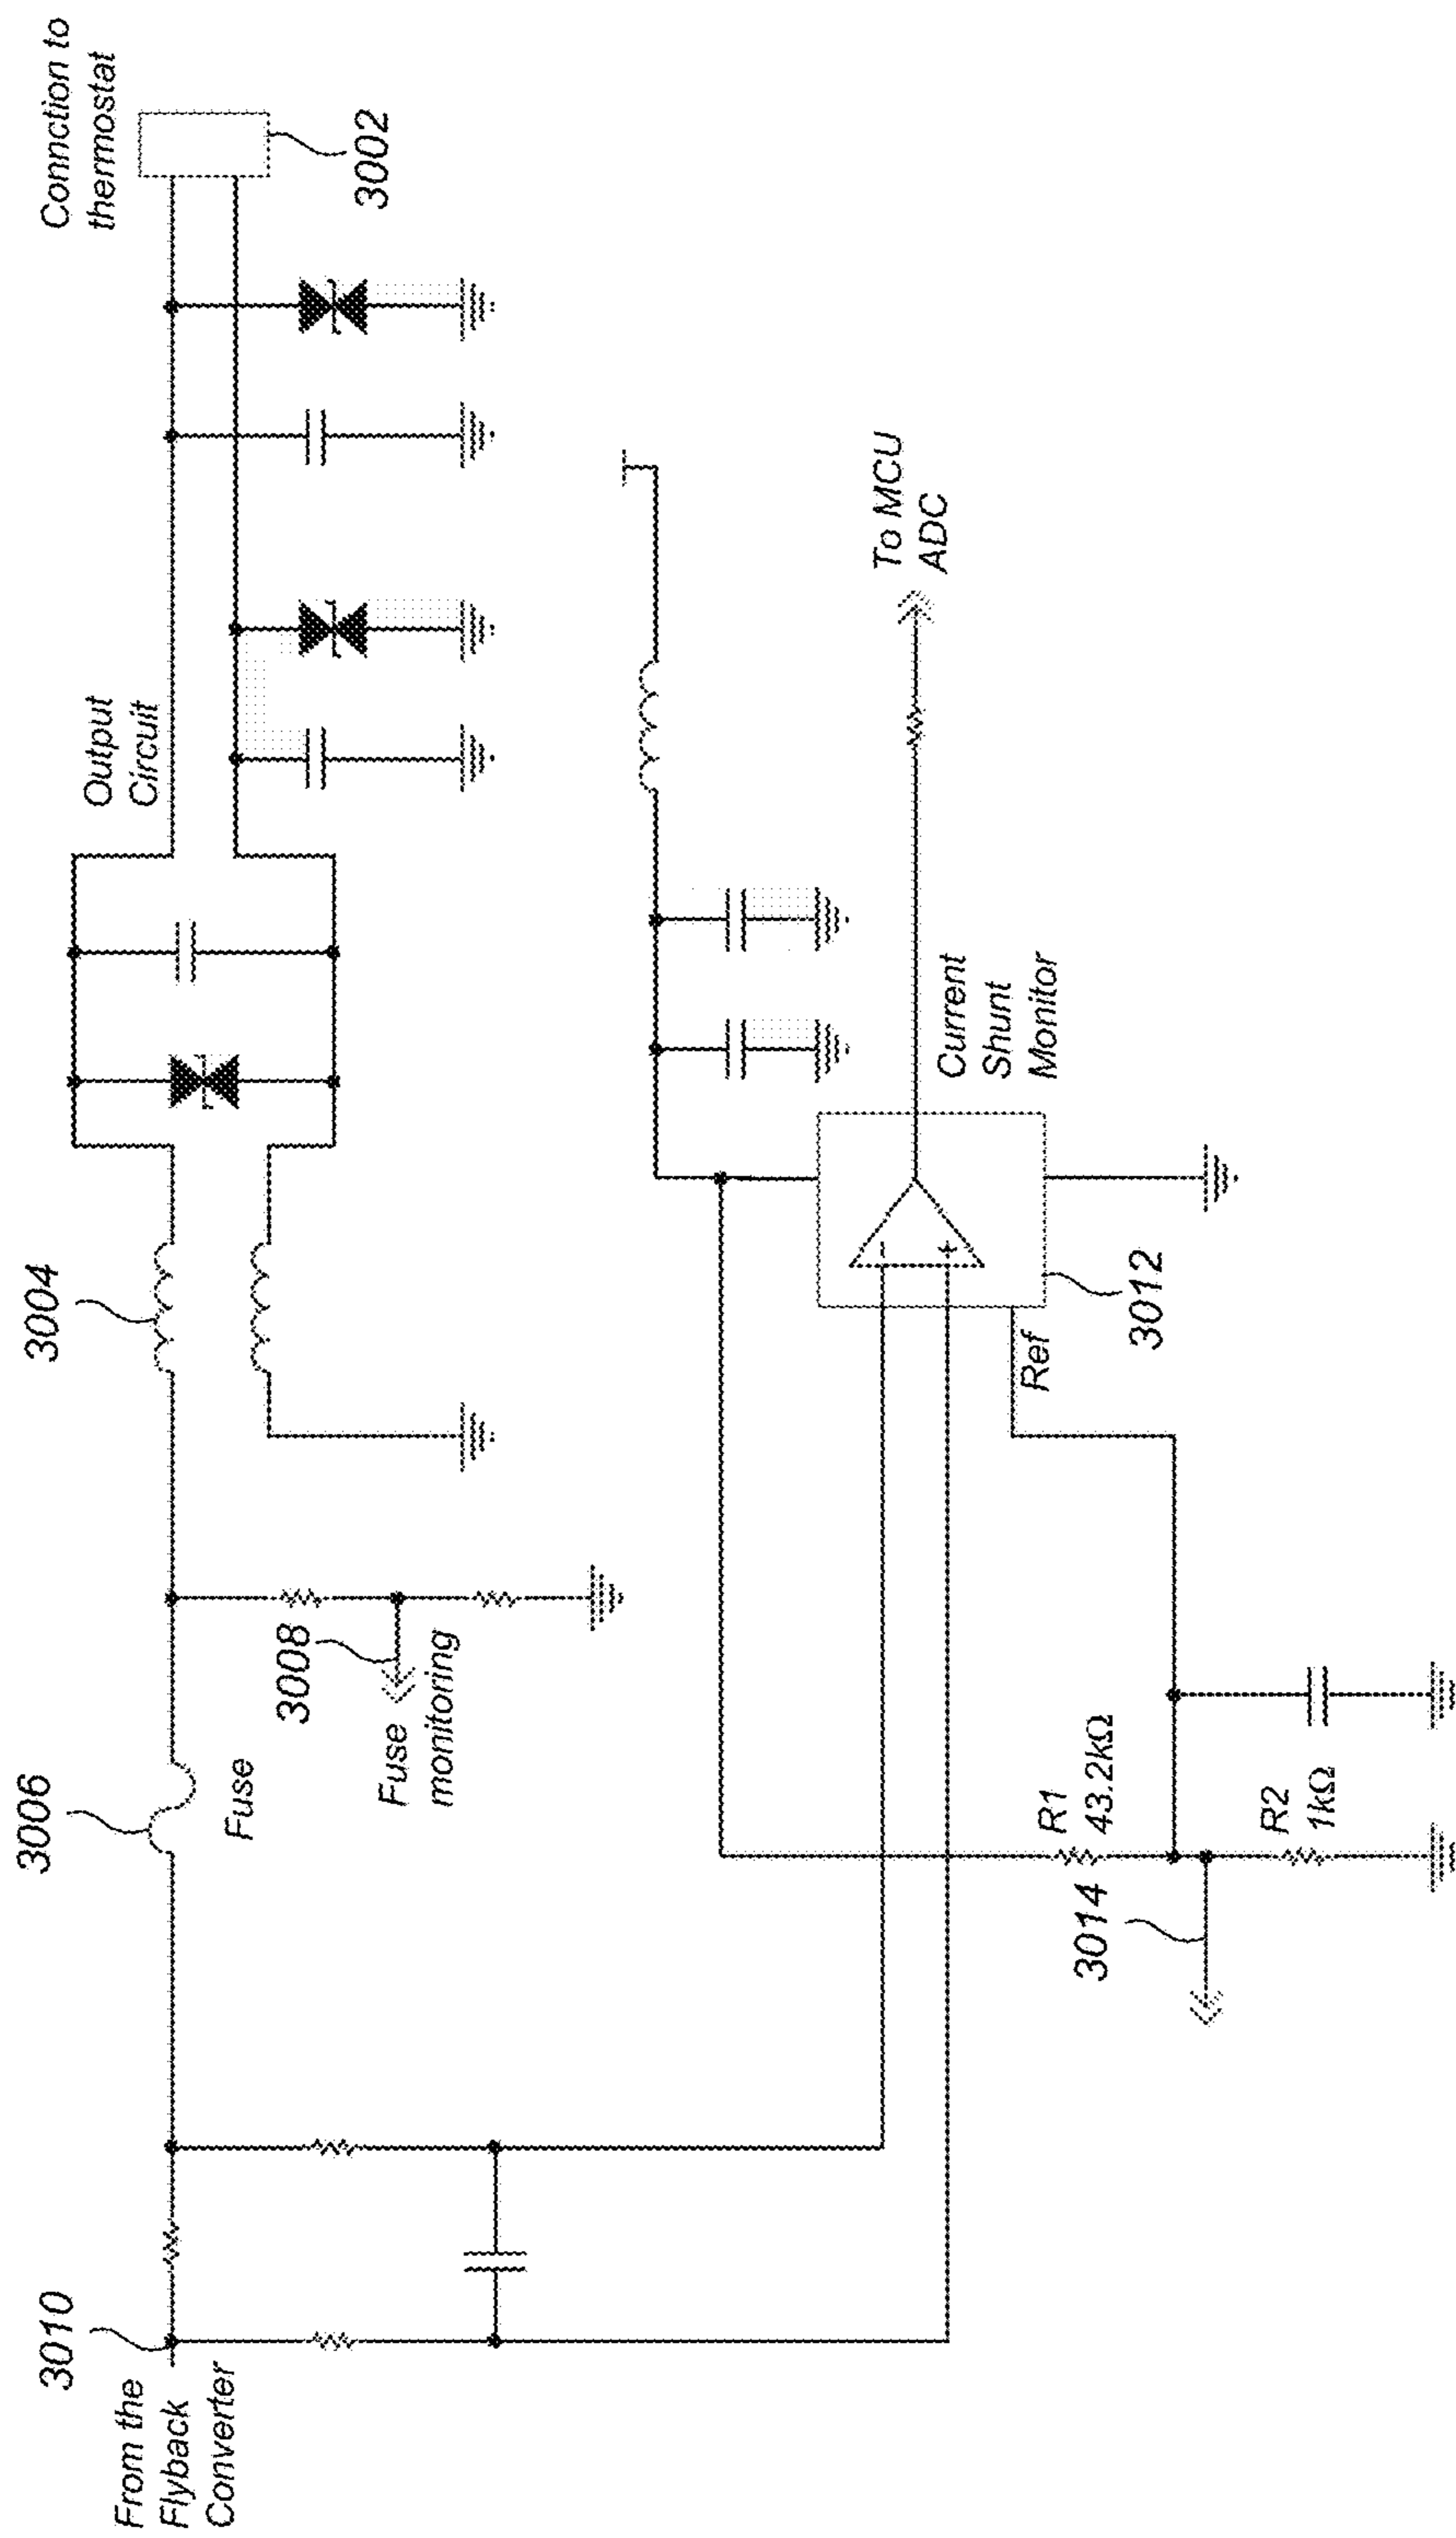 3010
From the
Flyback
Converter
3006
Fuse
3008
Fuse
monitoring
3004
Output
Circuit
Connction to
thermostat
3002
3014
R1
43.2kΩ
R2
1kΩ
Ref
3012
Current
Shunt
Monitor
To MCU
ADC